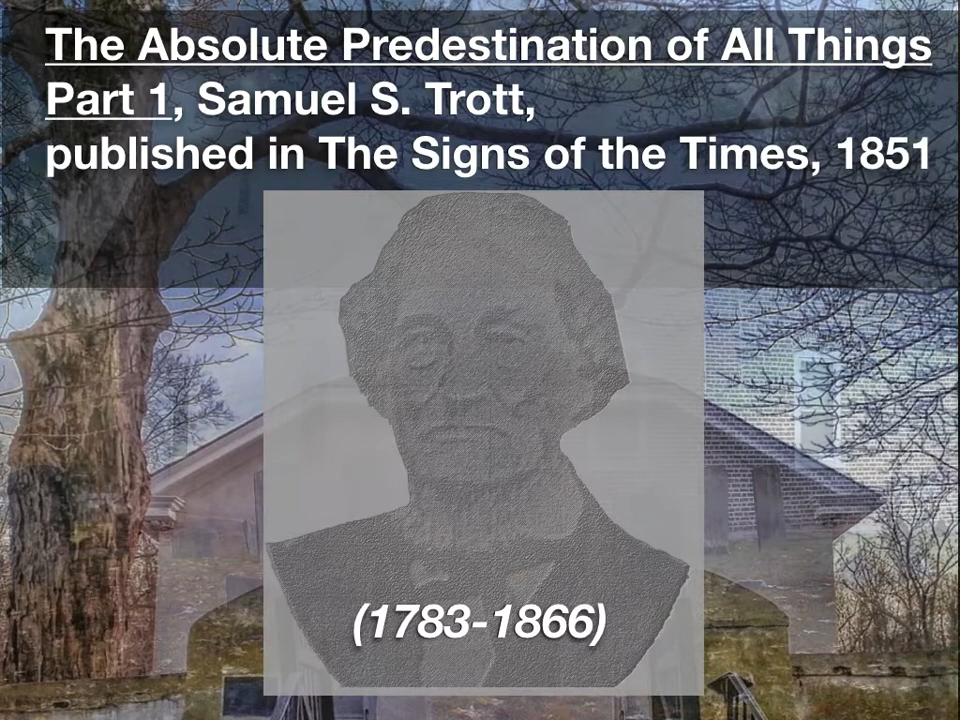 The Absolute Predestination of All Things
Part 1, Samuel S. Trott,
published in The Signs of the Times, 1851
(1783-1866)